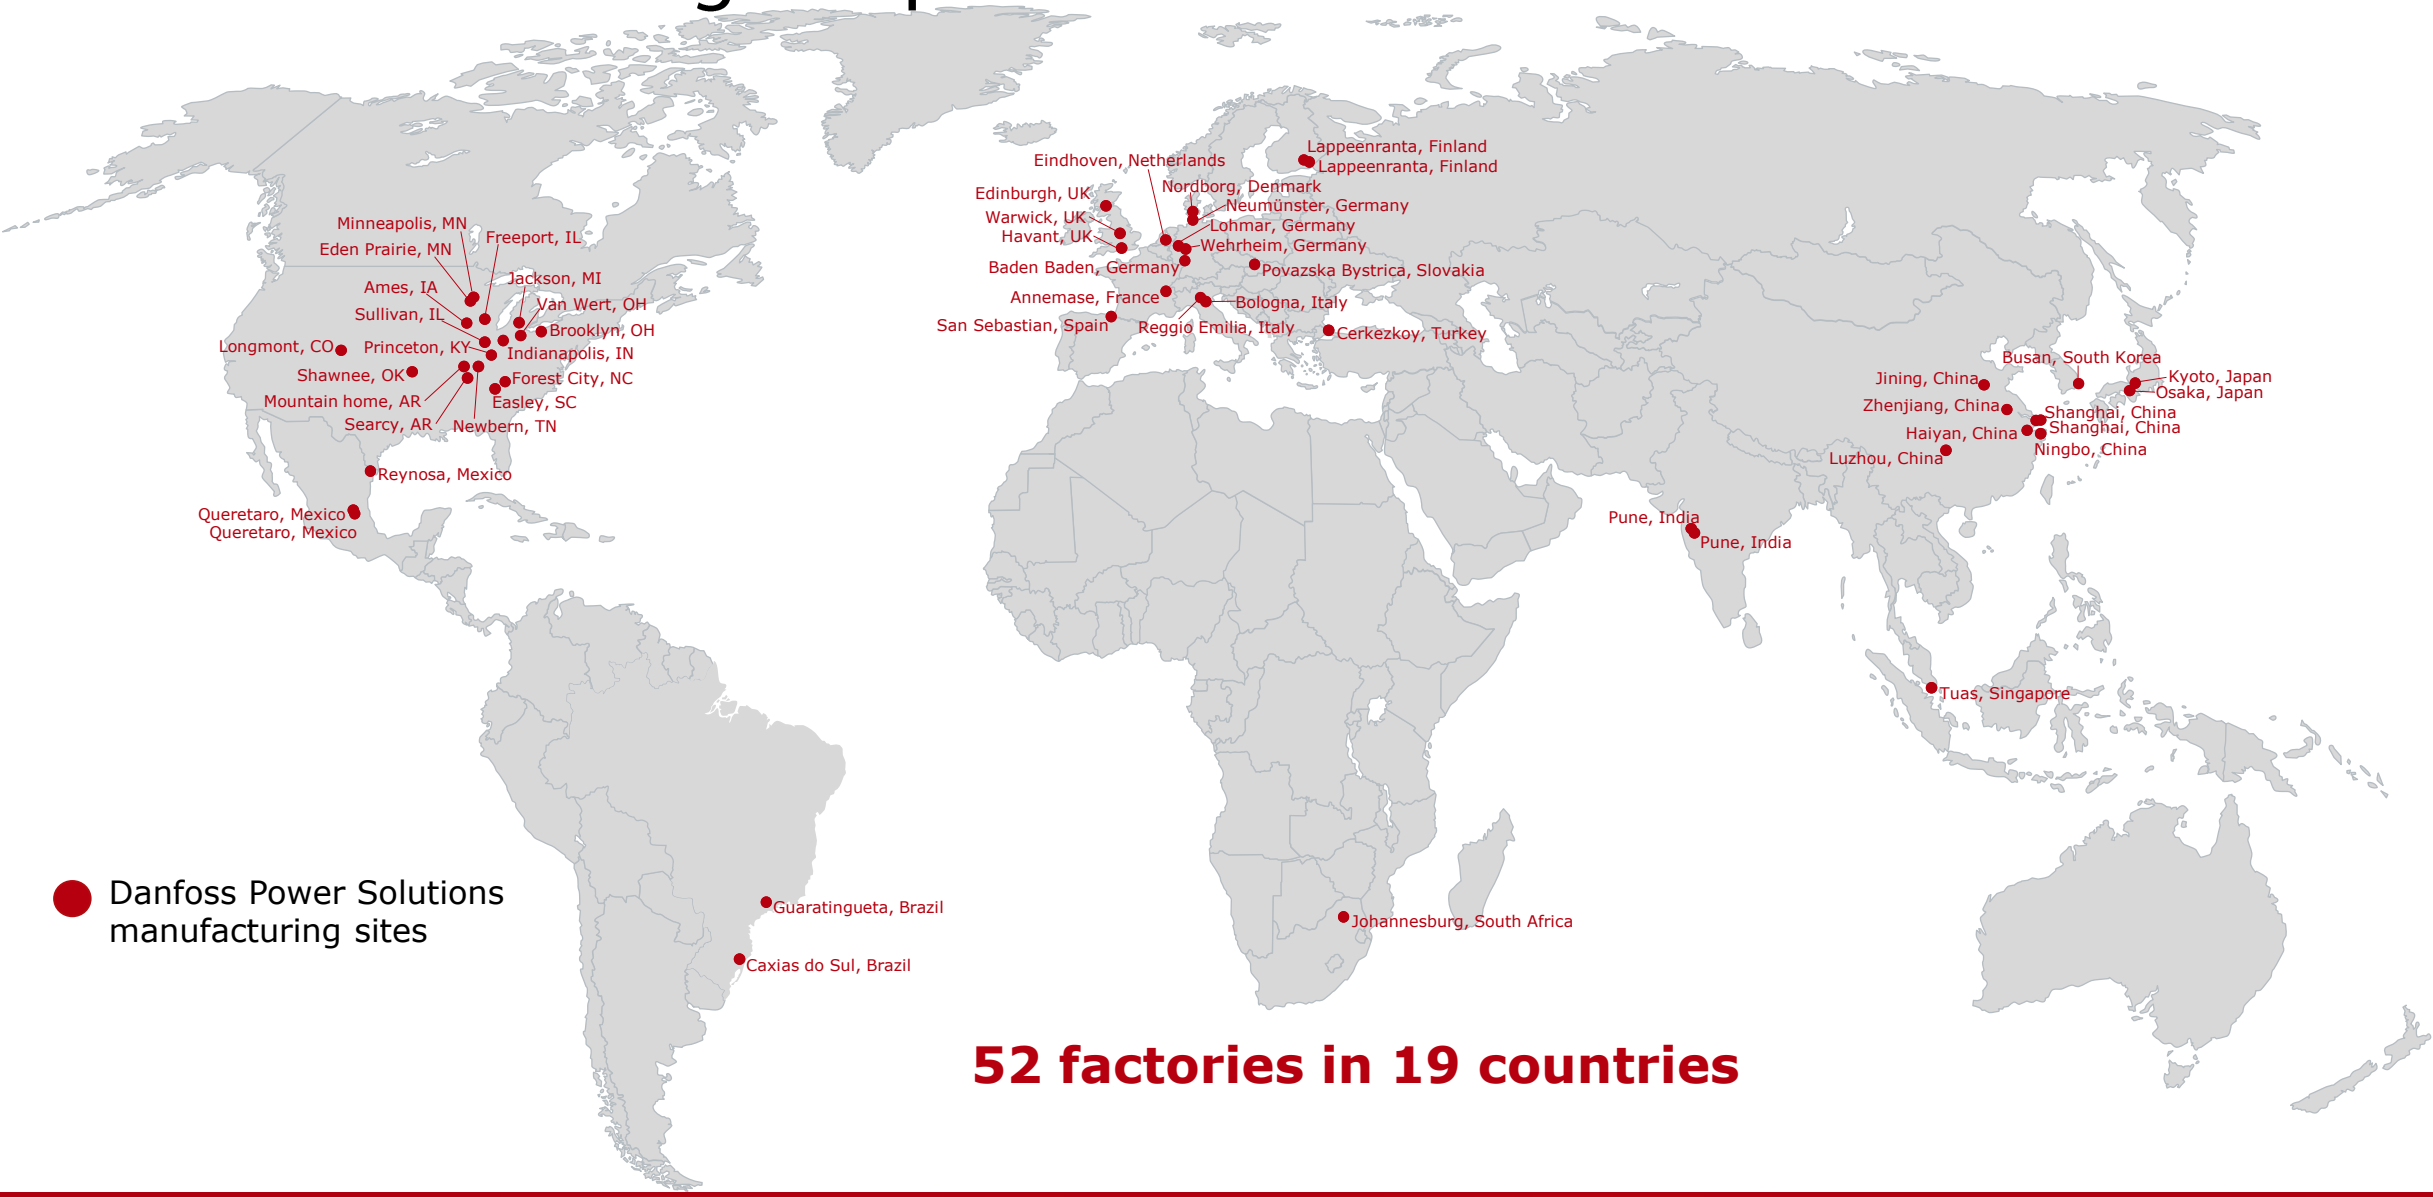 Minneapolis, MN
Eden Prairie, MN
Freeport, IL
Ames, IA
Jackson, MI
Sullivan, IL
Van Wert, OH
Brooklyn, OH
Longmont, CO
Princeton, KY
Indianapolis, IN
Shawnee, OK
Forest City, NC
Mountain home, AR
Easley, SC
Searcy, AR
Newbern, TN
Reynosa, Mexico
Queretaro, Mexico
Queretaro, Mexico
Guaratingueta, Brazil
Caxias do Sul, Brazil
Lappeenranta, Finland
Lappeenranta, Finland
Eindhoven, Netherlands
Nordborg, Denmark
Edinburgh, UK
Neumünster, Germany
Warwick, UK
Lohmar, Germany
Havant, UK
Wehrheim, Germany
Baden Baden, Germany
Povazska Bystrica, Slovakia
Annemase, France
Bologna, Italy
San Sebastian, Spain
Reggio Emilia, Italy
Cerkezkoy, Turkey
Johannesburg, South Africa
Busan, South Korea
Jining, China
Kyoto, Japan
Osaka, Japan
Zhenjiang, China
Shanghai, China
Shanghai, China
Haiyan, China
Ningbo, China
Luzhou, China
Pune, India
Pune, India
Tuas, Singapore
Danfoss Power Solutions
manufacturing sites
52 factories in 19 countries